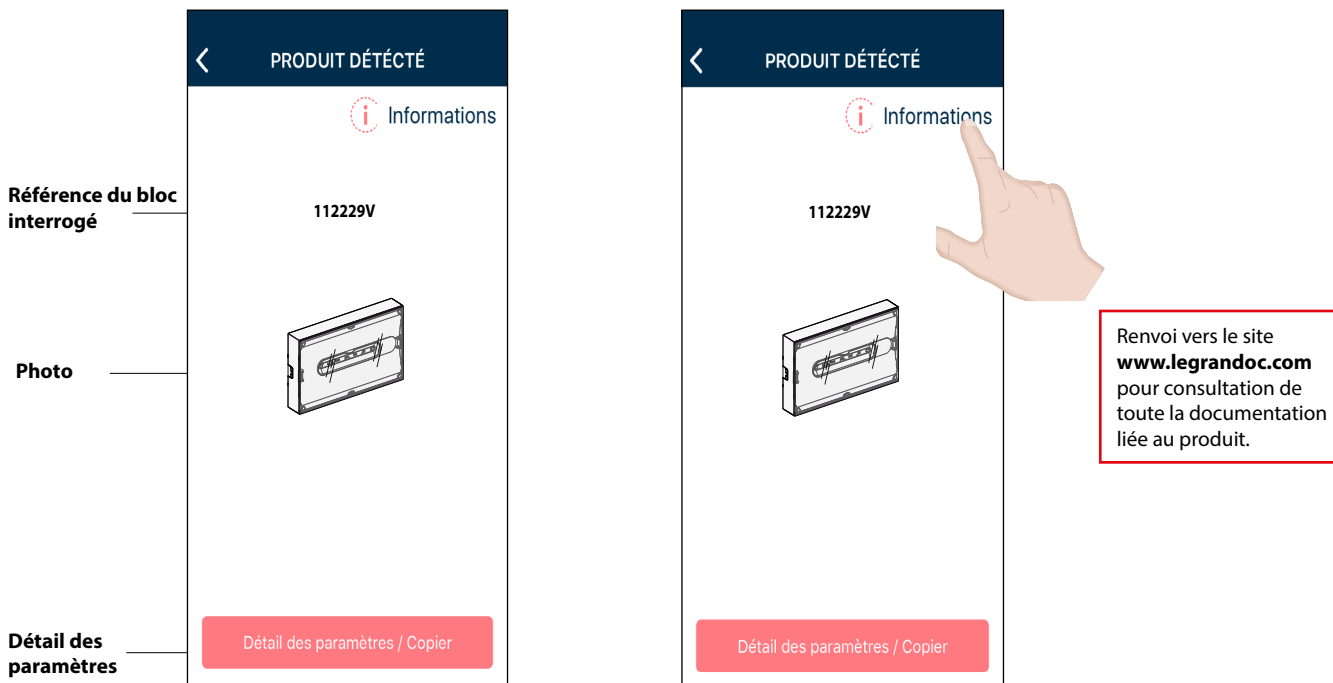 PRODUIT DÉTÉCTÉ
Informations
Référence du bloc
interrogé
112229V
Photo
Détail des
paramètres
Détail des paramètres / Copier
PRODUIT DÉTÉCTÉ
Informations
112229V
Renvoi vers le site
www.legrandoc.com
pour consultation de
toute la documentation
liée au produit.
Détail des paramètres / Copier